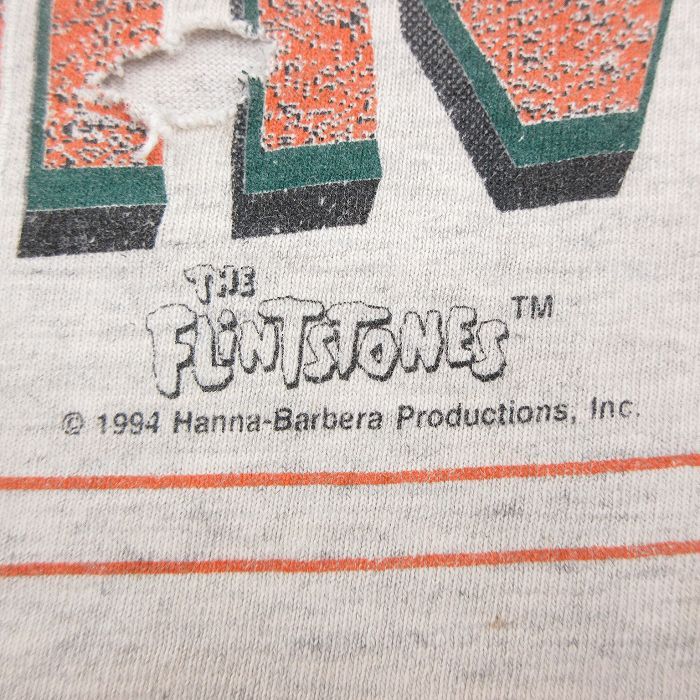 THE
FLINTSTONES™
© 1994 Hanna-Barbera Productions, Inc.